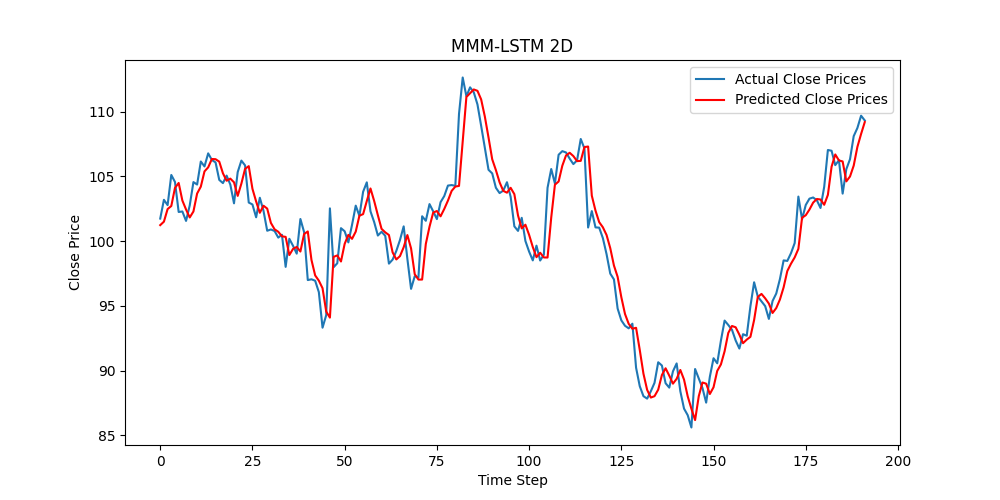 MMM-LSTM 2D
Actual Close Prices
Predicted Close Prices
Close Price
110
105
100
95
90
85
0 25 50 75 100 125 150 175 200
Time Step